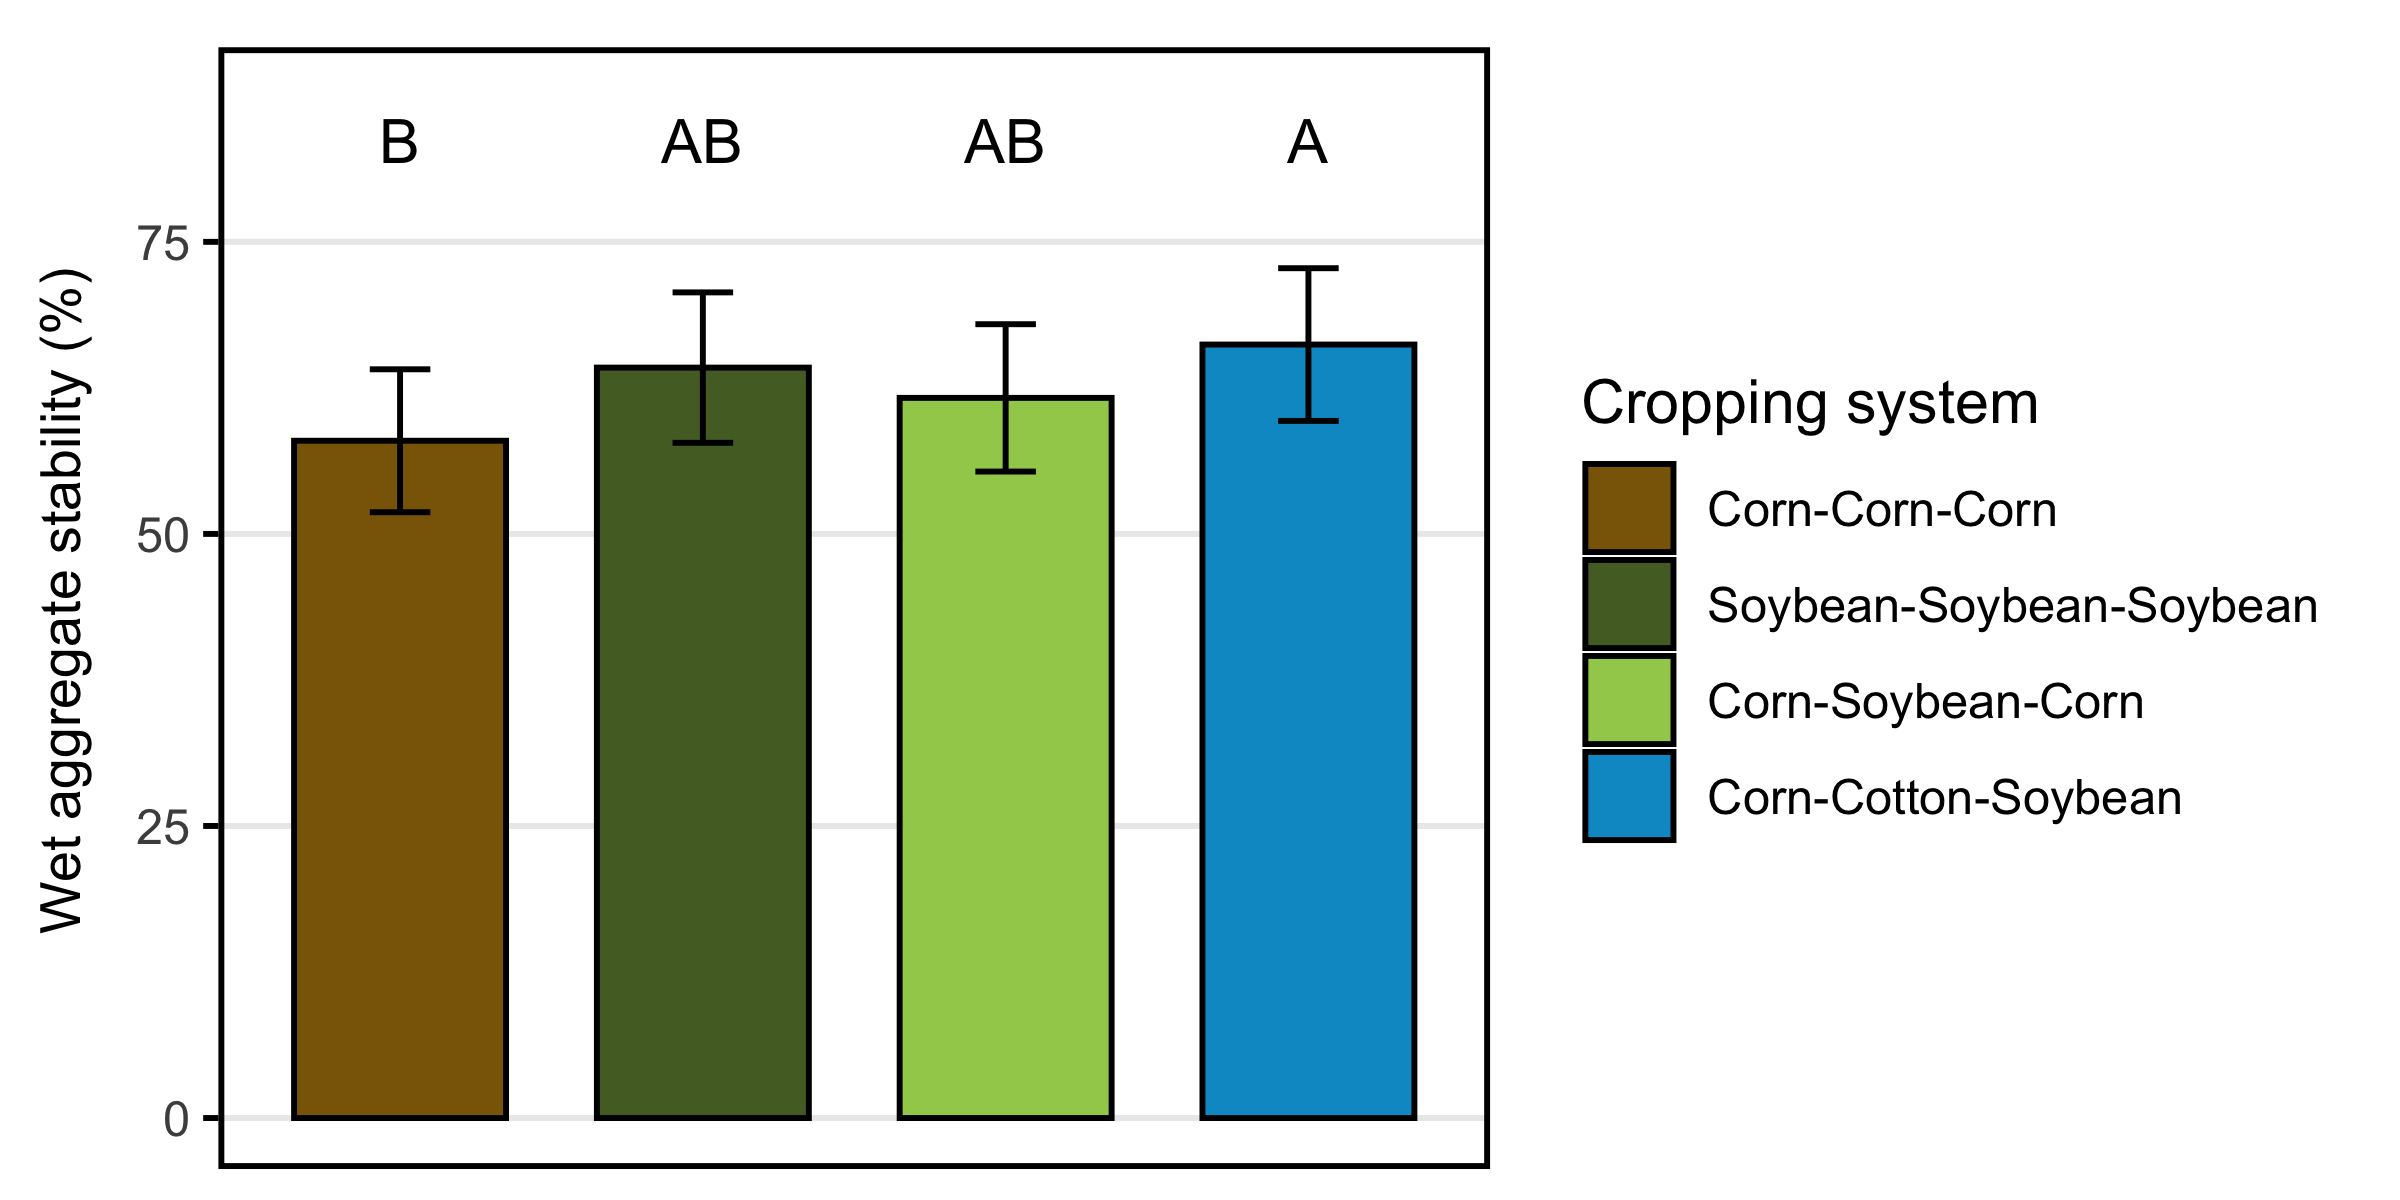 B AB AB A
75
50
25
0
Wet aggregate stability (%)
Cropping system
Corn-Corn-Corn
Soybean-Soybean-Soybean
Corn-Soybean-Corn
Corn-Cotton-Soybean